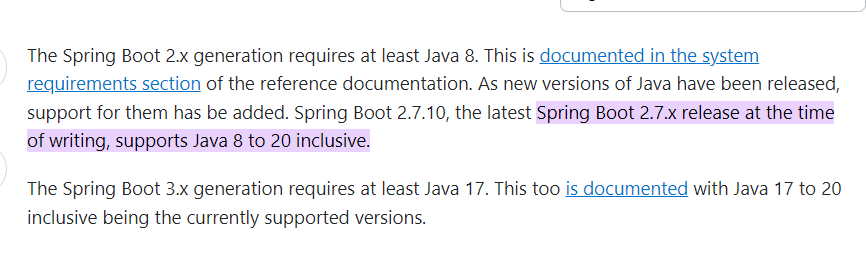 The Spring Boot 2.x generation requires at least Java 8. This is documented in the system
requirements section of the reference documentation. As new versions of Java have been released,
support for them has be added. Spring Boot 2.7.10, the latest Spring Boot 2.7.x release at the time
of writing, supports Java 8 to 20 inclusive.
The Spring Boot 3.x generation requires at least Java 17. This too is documented with Java 17 to 20
inclusive being the currently supported versions.